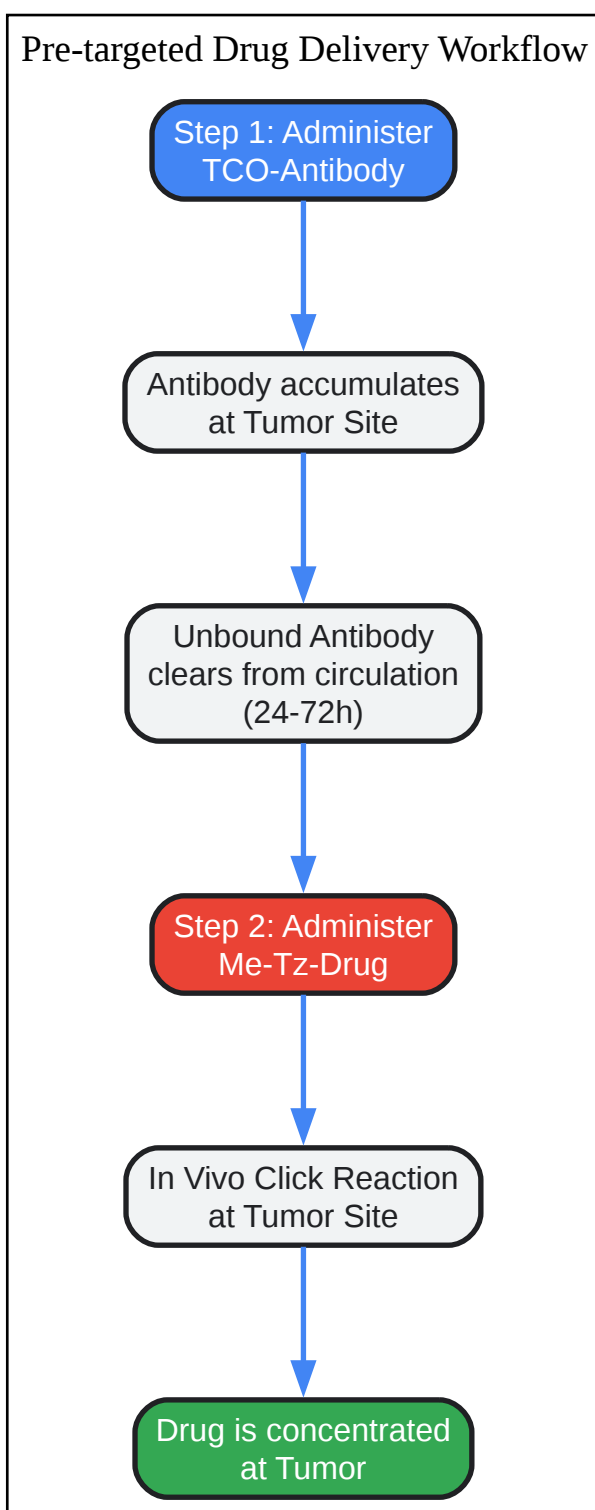 Pre-targeted Drug Delivery Workflow
Step 1: Administer
TCO-Antibody
Antibody accumulates
at Tumor Site
Unbound Antibody
clears from circulation
(24-72h)
Step 2: Administer
Me-Tz-Drug
In Vivo Click Reaction
at Tumor Site
Drug is concentrated
at Tumor